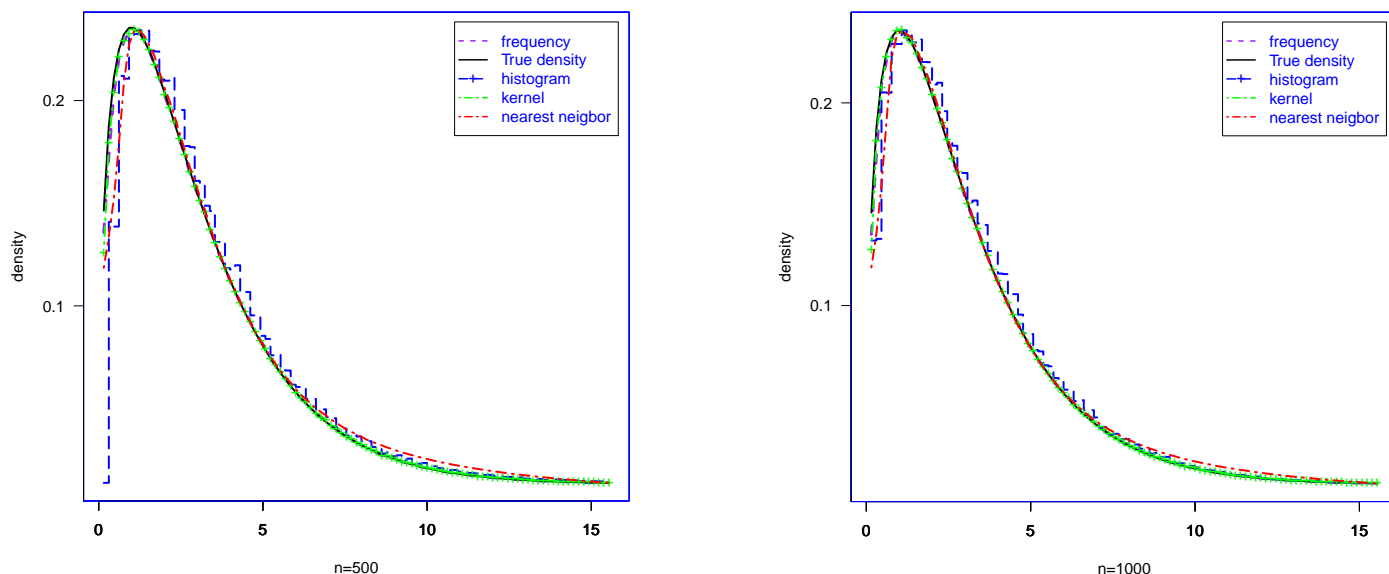 frequency
True density
histogram
kernel
nearest neigbor
0.2
0.1
density
0
5
10
15
n=500
frequency
True density
histogram
kernel
nearest neigbor
0.2
0.1
density
0
5
10
15
n=1000